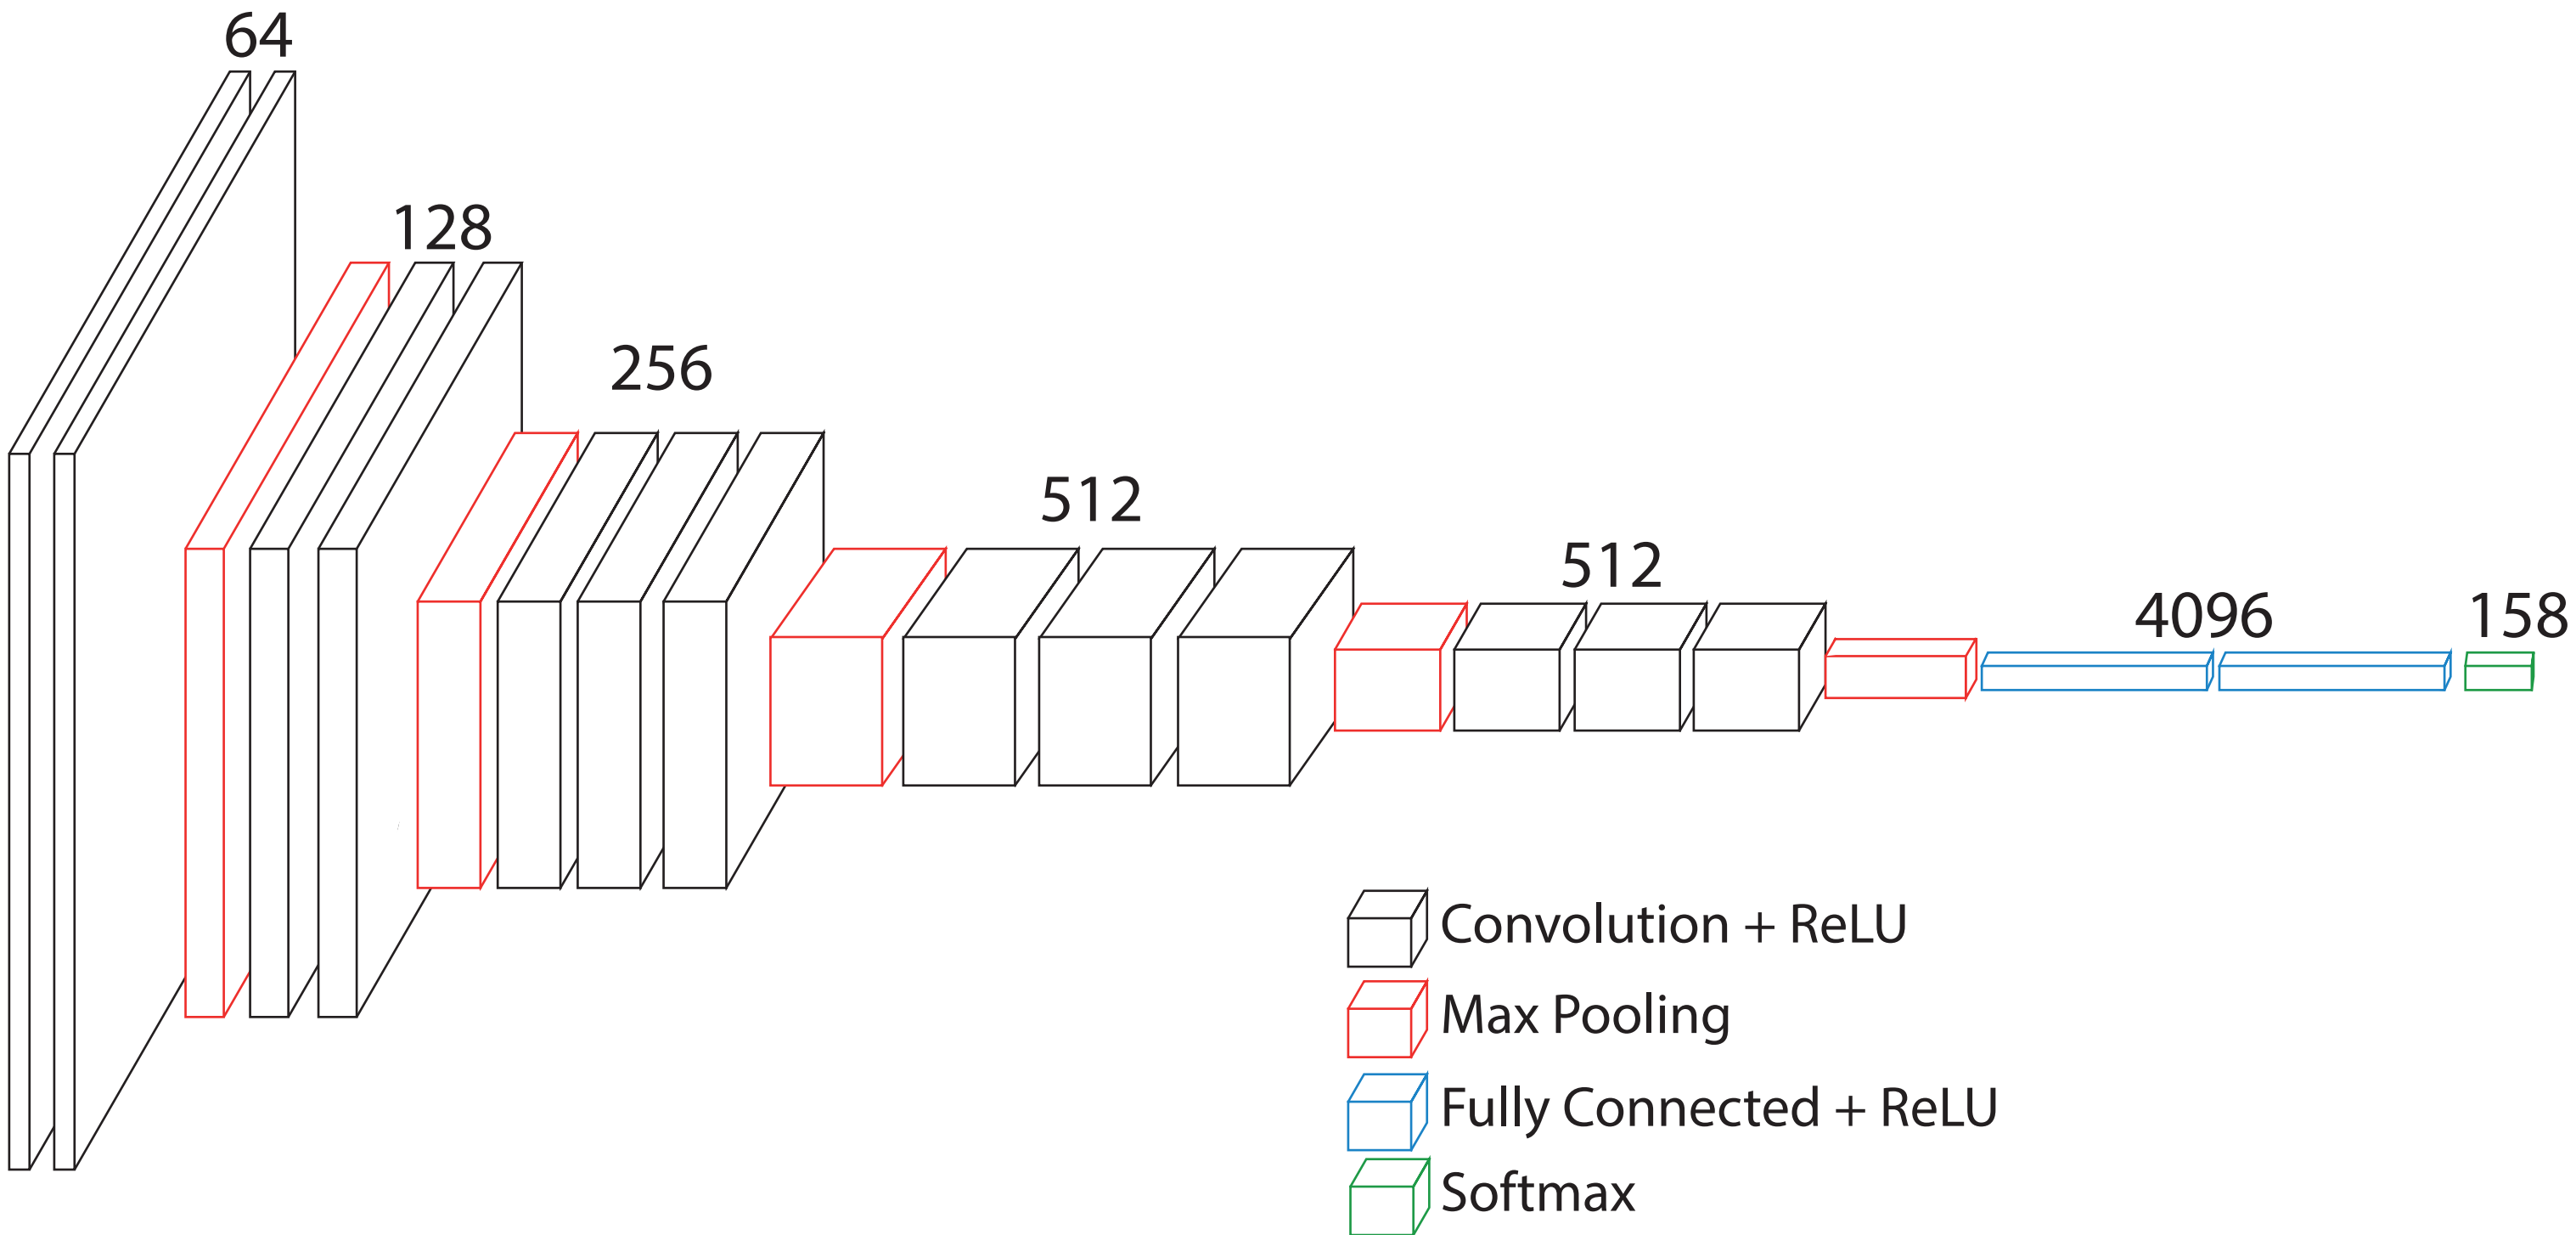 64
128
256
512
512
4096
158
Convolution + ReLU
Max Pooling
Fully Connected + ReLU
Softmax